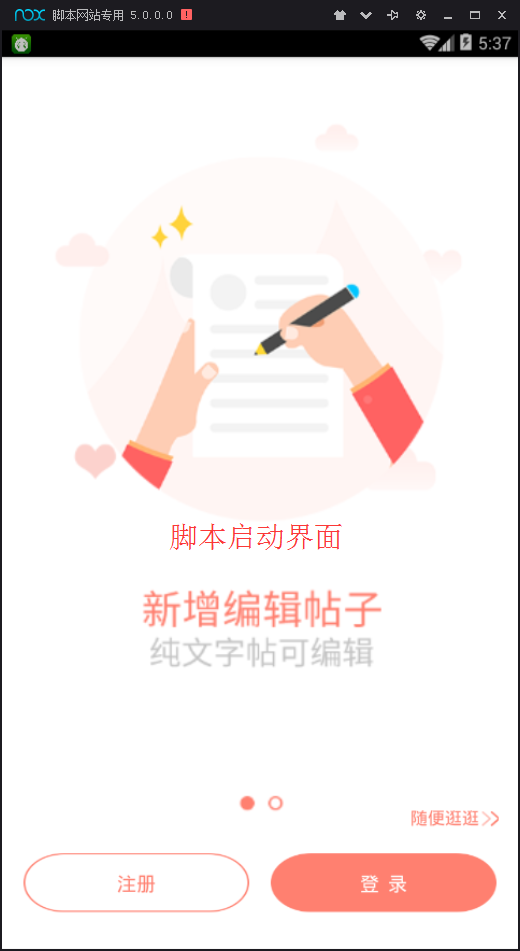 nox 脚本网站专用 5.0.0.0 !
5:37
脚本启动界面
新增编辑帖子
纯文字帖可编辑
随便逛逛
注册
登录